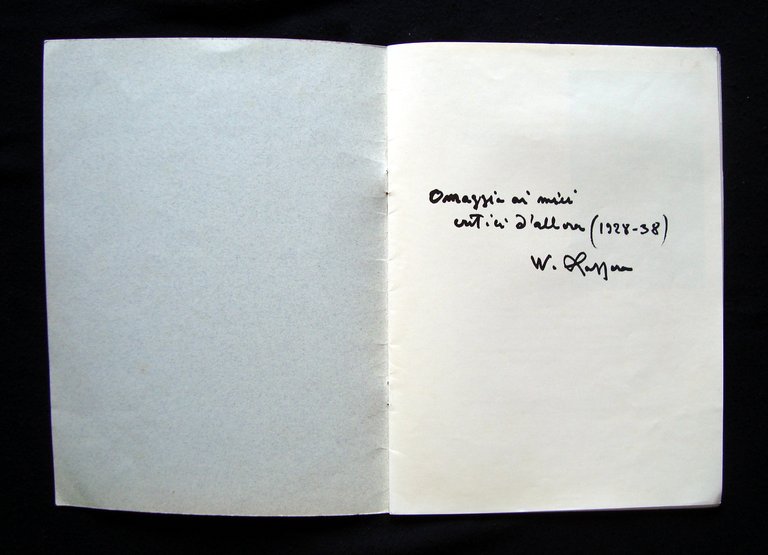 Omaggio ai miei
critici d'allora (1928-38)
W.